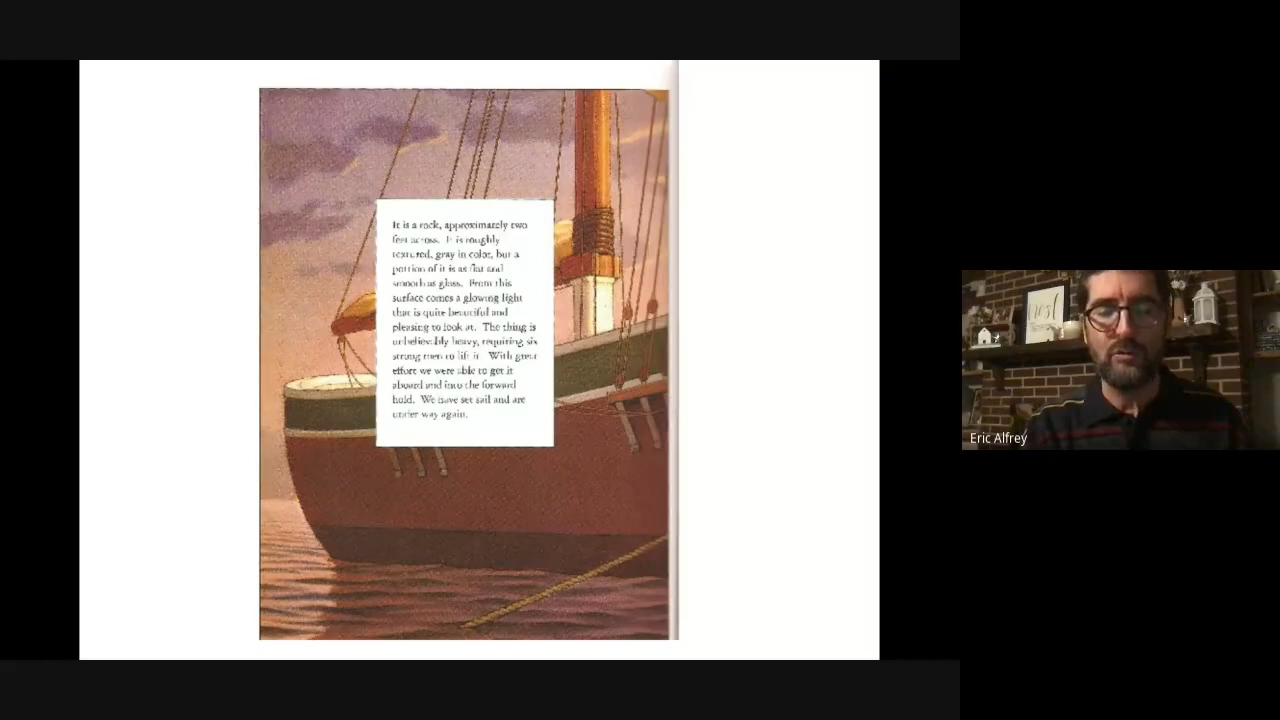 It is a rock, approximately two
feet across. It is roughly
textured, gray in color, but a
portion of it is as flat and
smooth as glass. From this
surface comes a glowing light
that is quite beautiful and
pleasing to look at. The thing is
unbelievably heavy, requiring six
strong men to lift it. With great
effort we were able to get it
aboard and into the forward
hold. We have set sail and are
under way again.
Eric Alfrey